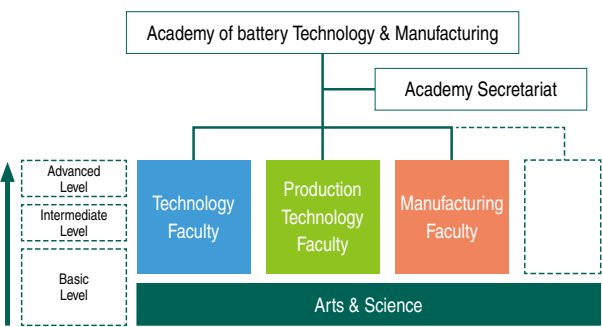 Academy of battery Technology & Manufacturing
Academy Secretariat
Advanced
Level
Intermediate
Level
Basic
Level
Technology
Faculty
Production
Technology
Faculty
Manufacturing
Faculty
Arts & Science